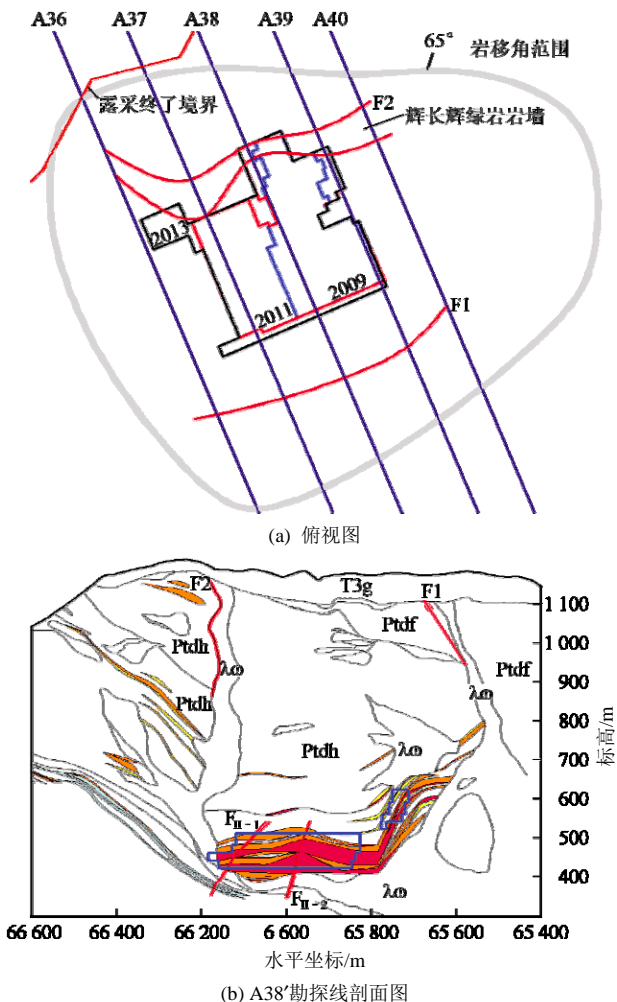 A36 A37 A38 A39 A40
65° 岩移角范围
露采终了境界
F2
辉长辉绿岩岩墙
2013
2011
2009
F1
(a) 俯视图
F2 T3g F1
1 100
Ptdf
1 000
Ptdh λω Ptdf
900
Ptdh λω
800
标高/m
Ptdh λω
700
600
FⅡ-1
500
400
FⅡ-2 λω
66 600 66 400 66 200 6 600 65 800 65 600 65 400
水平坐标/m
(b) A38′勘探线剖面图